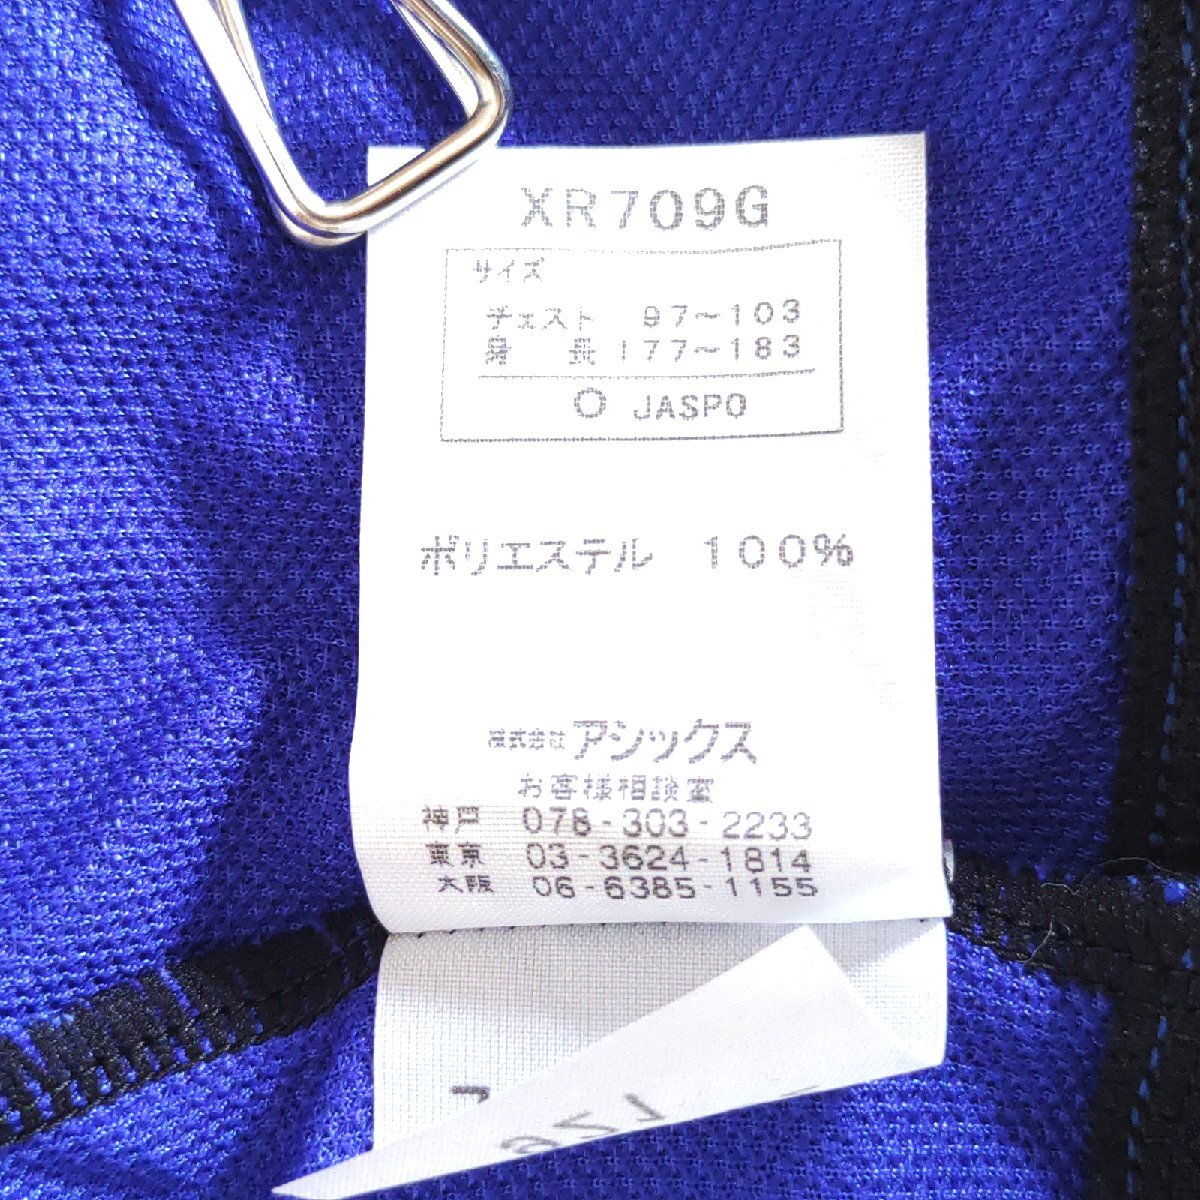 XR709G
サイズ
チェスト 97～103
身 長 177～183
O JASPO
ポリエステル 100%
株式会社 アシックス
お客様相談室
神戸 078-303-2233
東京 03-3624-1814
大阪 06-6385-1155